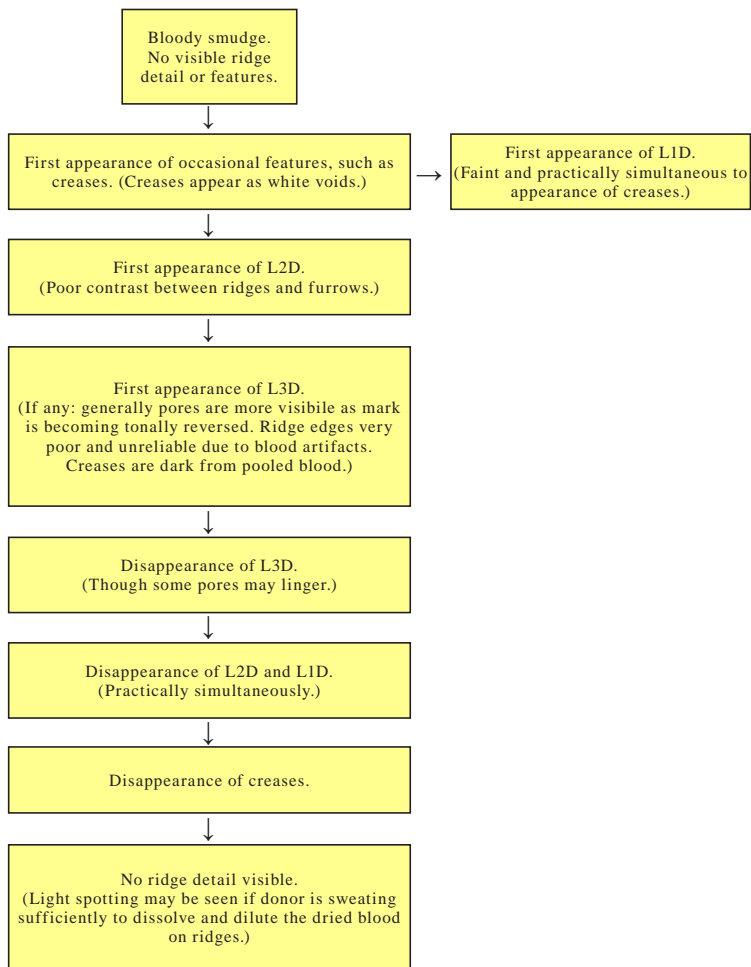 Bloody smudge.
No visible ridge
detail or features.
First appearance of occasional features, such as
creases. (Creases appear as white voids.)
First appearance of L1D.
(Faint and practically simultaneous to
appearance of creases.)
First appearance of L2D.
(Poor contrast between ridges and furrows.)
First appearance of L3D.
(If any: generally pores are more visibile as mark
is becoming tonally reversed. Ridge edges very
poor and unreliable due to blood artifacts.
Creases are dark from pooled blood.)
Disappearance of L3D.
(Though some pores may linger.)
Disappearance of L2D and L1D.
(Practically simultaneously.)
Disappearance of creases.
No ridge detail visible.
(Light spotting may be seen if donor is sweating
sufficiently to dissolve and dilute the dried blood
on ridges.)